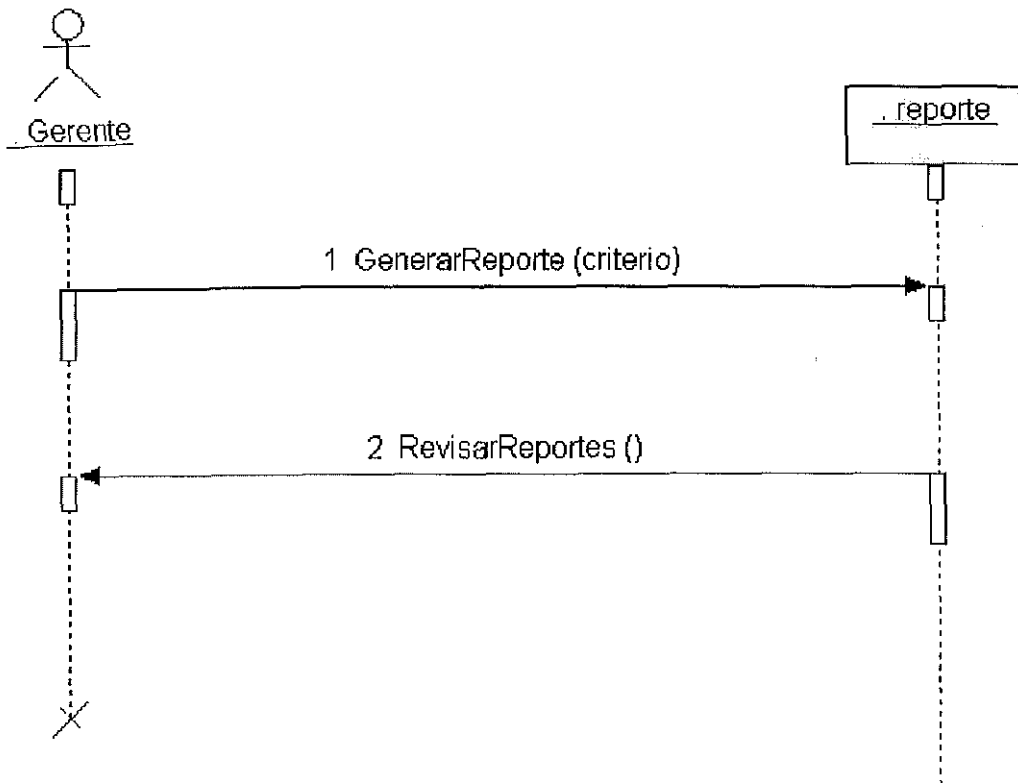 : Gerente
: reporte
1 GenerarReporte (criterio)
2 RevisarReportes ()